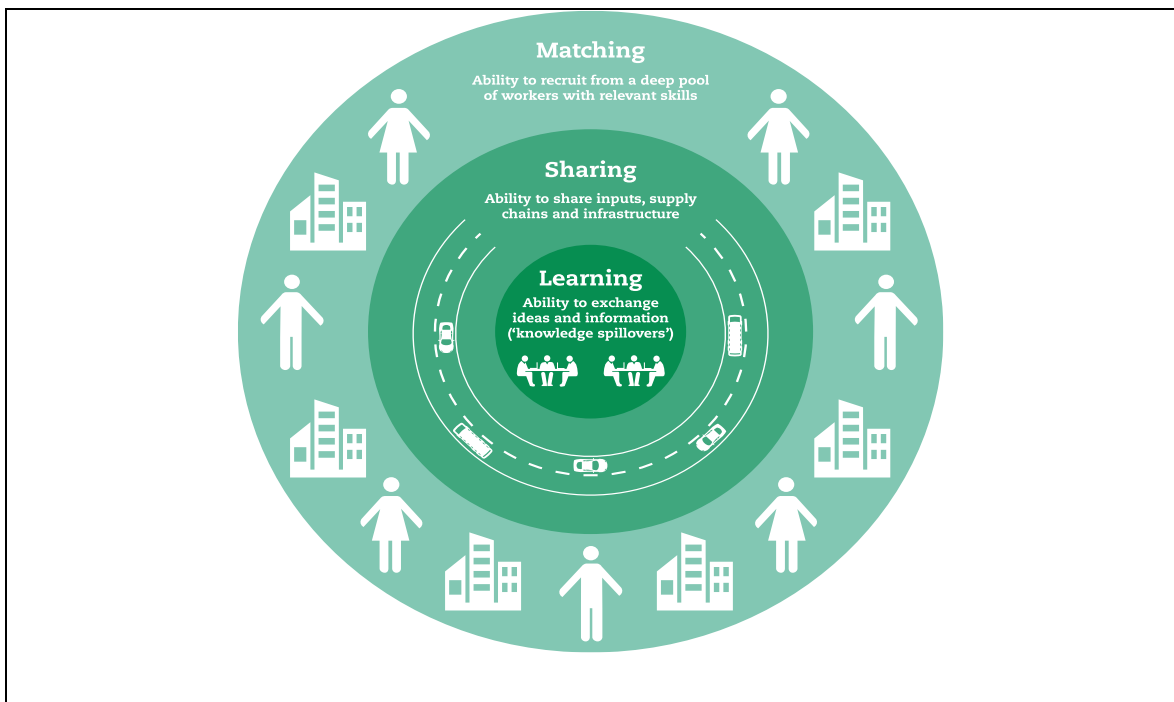 Matching
Ability to recruit from a deep pool
of workers with relevant skills
Sharing
Ability to share inputs, supply
chains and infrastructure
Learning
Ability to exchange
ideas and information
(‘knowledge spillovers’)